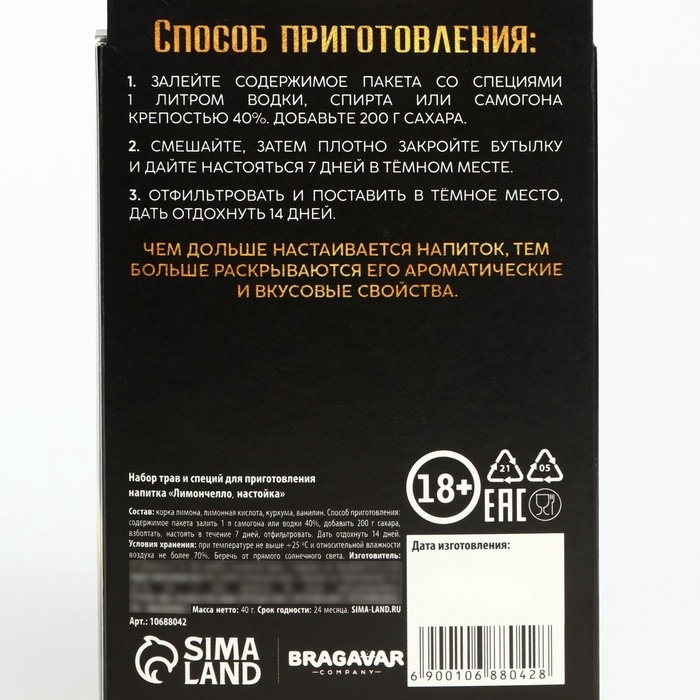 СПОСОБ ПРИГОТОВЛЕНИЯ:
1. ЗАЛЕЙТЕ СОДЕРЖИМОЕ ПАКЕТА СО СПЕЦИЯМИ
1 ЛИТРОМ ВОДКИ, СПИРТА ИЛИ САМОГОНА
КРЕПОСТЬЮ 40%. ДОБАВЬТЕ 200 Г САХАРА.
2. СМЕШАЙТЕ, ЗАТЕМ ПЛОТНО ЗАКРОЙТЕ БУТЫЛКУ
И ДАЙТЕ НАСТОЯТЬСЯ 7 ДНЕЙ В ТЁМНОМ МЕСТЕ.
3. ОТФИЛЬТРОВАТЬ И ПОСТАВИТЬ В ТЁМНОЕ МЕСТО,
ДАТЬ ОТДОХНУТЬ 14 ДНЕЙ.
ЧЕМ ДОЛЬШЕ НАСТАИВАЕТСЯ НАПИТОК, ТЕМ
БОЛЬШЕ РАСКРЫВАЮТСЯ ЕГО АРОМАТИЧЕСКИЕ
И ВКУСОВЫЕ СВОЙСТВА.
Набор трав и специй для приготовления
напитка «Лимончелло, настойка»
Состав: корка лимона, лимонная кислота, куркума, ванилин. Способ приготовления:
содержимое пакета залить 1 л самогона или водки 40%, добавить 200 г сахара,
взболтать, настоять в течение 7 дней, отфильтровать. Дать отдохнуть 14 дней.
Условия хранения: при температуре не выше +25 °С и относительной влажности
воздуха не более 70%. Беречь от прямого солнечного света. Изготовитель:
Масса нетто: 40 г. Срок годности: 24 месяца. SIMA-LAND.RU
Арт.: 10688042
18+
21
05
EAC
Дата изготовления:
6 900106 880428
SIMA
LAND
BRAGAVAR
COMPANY